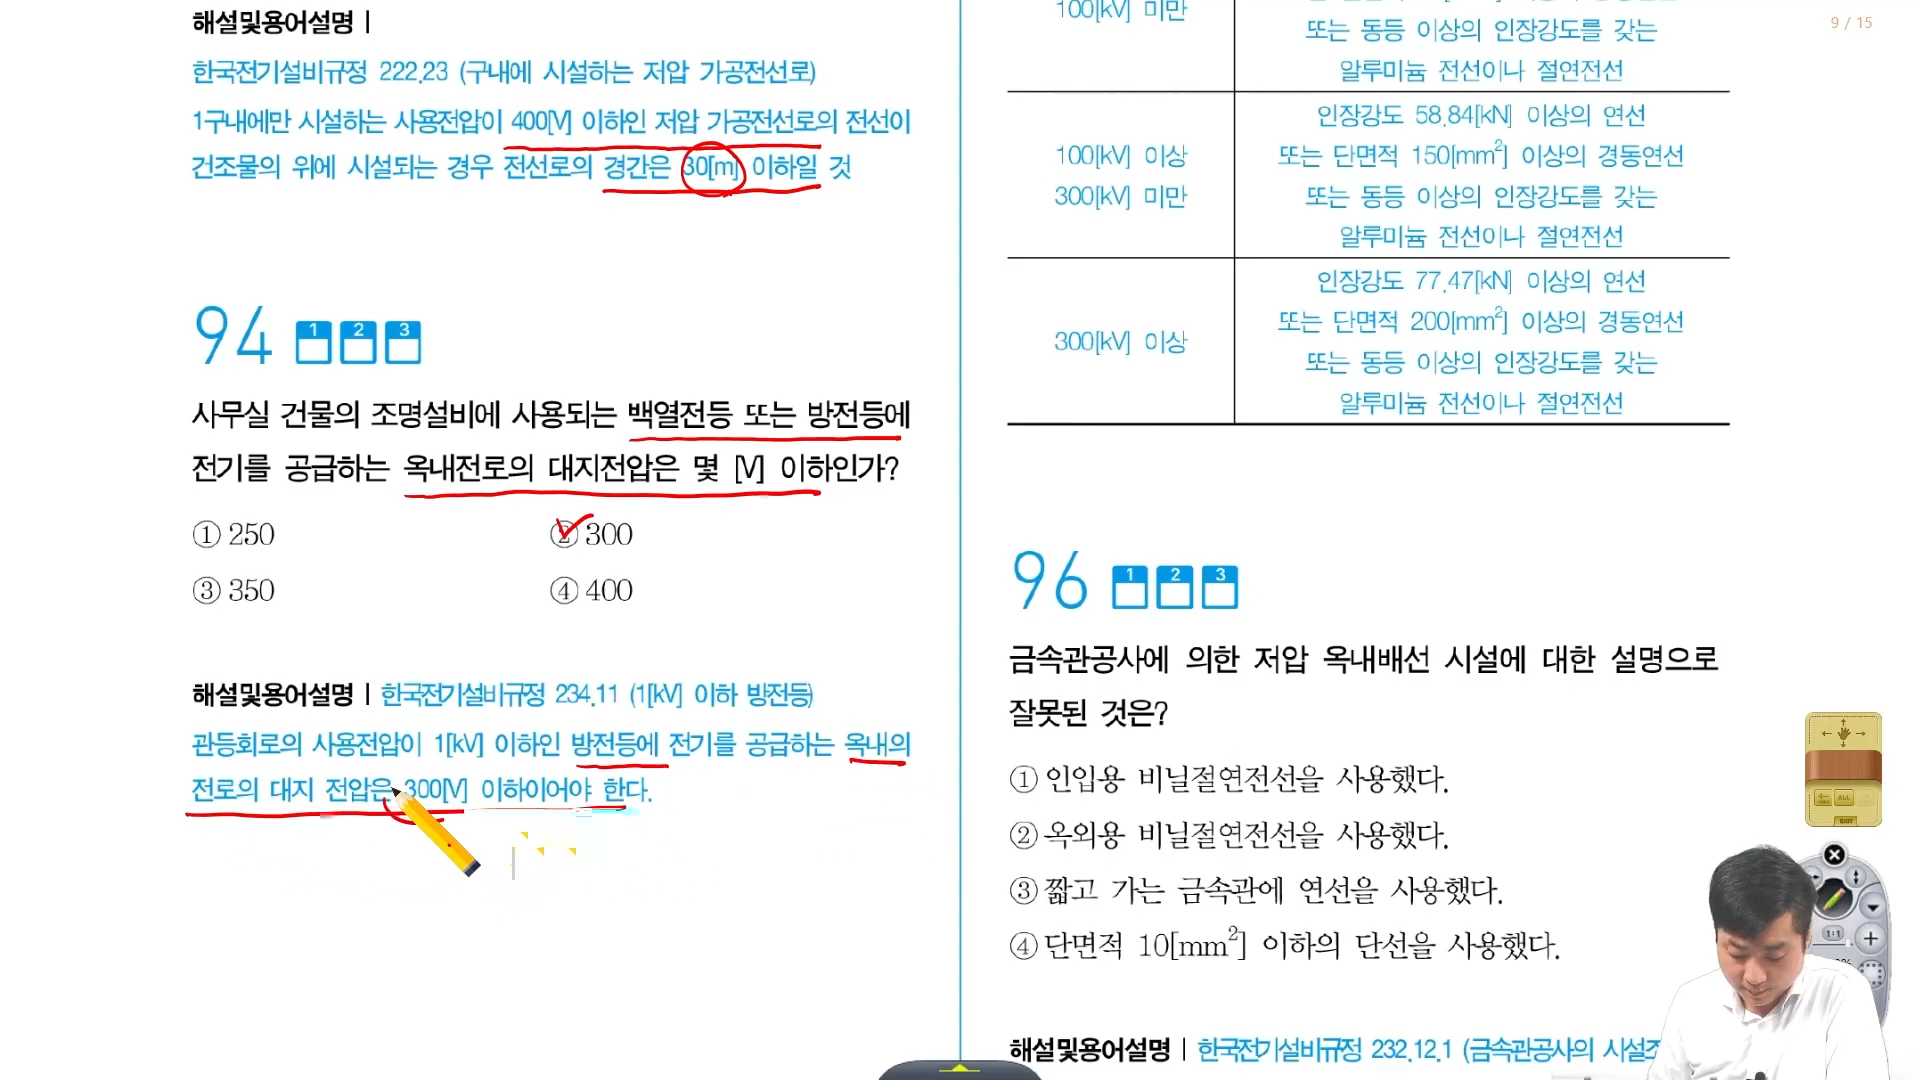 해설및용어설명 |
한국전기설비규정 222.23 (구내에 시설하는 저압 가공전선로)
1구내에만 시설하는 사용전압이 400[V] 이하인 저압 가공전선로의 전선이
건조물의 위에 시설되는 경우 전선로의 경간은 30[m] 이하일 것
94 1 2 3
사무실 건물의 조명설비에 사용되는 백열전등 또는 방전등에
전기를 공급하는 옥내전로의 대지전압은 몇 [V] 이하인가?
① 250 ② 300
③ 350 ④ 400
해설및용어설명 | 한국전기설비규정 234.11 (1[kV] 이하 방전등)
관등회로의 사용전압이 1[kV] 이하인 방전등에 전기를 공급하는 옥내의
전로의 대지 전압은 300[V] 이하이어야 한다.
9 / 15
100[kV] 미만
또는 동등 이상의 인장강도를 갖는
알루미늄 전선이나 절연전선
100[kV] 이상
300[kV] 미만
인장강도 58.84[kN] 이상의 연선
또는 단면적 150[mm²] 이상의 경동연선
또는 동등 이상의 인장강도를 갖는
알루미늄 전선이나 절연전선
300[kV] 이상
인장강도 77.47[kN] 이상의 연선
또는 단면적 200[mm²] 이상의 경동연선
또는 동등 이상의 인장강도를 갖는
알루미늄 전선이나 절연전선
96 1 2 3
금속관공사에 의한 저압 옥내배선 시설에 대한 설명으로
잘못된 것은?
① 인입용 비닐절연전선을 사용했다.
② 옥외용 비닐절연전선을 사용했다.
③ 짧고 가는 금속관에 연선을 사용했다.
④ 단면적 10[mm²] 이하의 단선을 사용했다.
해설및용어설명 | 한국전기설비규정 232.12.1 (금속관공사의
ALL
EXIT
1:1